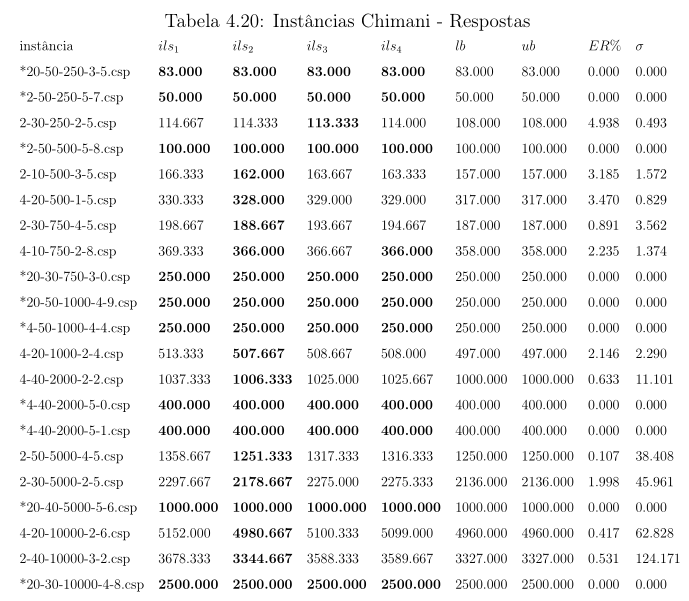 Tabela 4.20: Instâncias Chimani - Respostas
instância ils1 ils2 ils3 ils4 lb ub ER% σ
*20-50-250-3-5.csp 83.000 83.000 83.000 83.000 83.000 83.000 0.000 0.000
*2-50-250-5-7.csp 50.000 50.000 50.000 50.000 50.000 50.000 0.000 0.000
2-30-250-2-5.csp 114.667 114.333 113.333 114.000 108.000 108.000 4.938 0.493
*2-50-500-5-8.csp 100.000 100.000 100.000 100.000 100.000 100.000 0.000 0.000
2-10-500-3-5.csp 166.333 162.000 163.667 163.333 157.000 157.000 3.185 1.572
4-20-500-1-5.csp 330.333 328.000 329.000 329.000 317.000 317.000 3.470 0.829
2-30-750-4-5.csp 198.667 188.667 193.667 194.667 187.000 187.000 0.891 3.562
4-10-750-2-8.csp 369.333 366.000 366.667 366.000 358.000 358.000 2.235 1.374
*20-30-750-3-0.csp 250.000 250.000 250.000 250.000 250.000 250.000 0.000 0.000
*20-50-1000-4-9.csp 250.000 250.000 250.000 250.000 250.000 250.000 0.000 0.000
*4-50-1000-4-4.csp 250.000 250.000 250.000 250.000 250.000 250.000 0.000 0.000
4-20-1000-2-4.csp 513.333 507.667 508.667 508.000 497.000 497.000 2.146 2.290
4-40-2000-2-2.csp 1037.333 1006.333 1025.000 1025.667 1000.000 1000.000 0.633 11.101
*4-40-2000-5-0.csp 400.000 400.000 400.000 400.000 400.000 400.000 0.000 0.000
*4-40-2000-5-1.csp 400.000 400.000 400.000 400.000 400.000 400.000 0.000 0.000
2-50-5000-4-5.csp 1358.667 1251.333 1317.333 1316.333 1250.000 1250.000 0.107 38.408
2-30-5000-2-5.csp 2297.667 2178.667 2275.000 2275.333 2136.000 2136.000 1.998 45.961
*20-40-5000-5-6.csp 1000.000 1000.000 1000.000 1000.000 1000.000 1000.000 0.000 0.000
4-20-10000-2-6.csp 5152.000 4980.667 5100.333 5099.000 4960.000 4960.000 0.417 62.828
2-40-10000-3-2.csp 3678.333 3344.667 3588.333 3589.667 3327.000 3327.000 0.531 124.171
*20-30-10000-4-8.csp 2500.000 2500.000 2500.000 2500.000 2500.000 2500.000 0.000 0.000